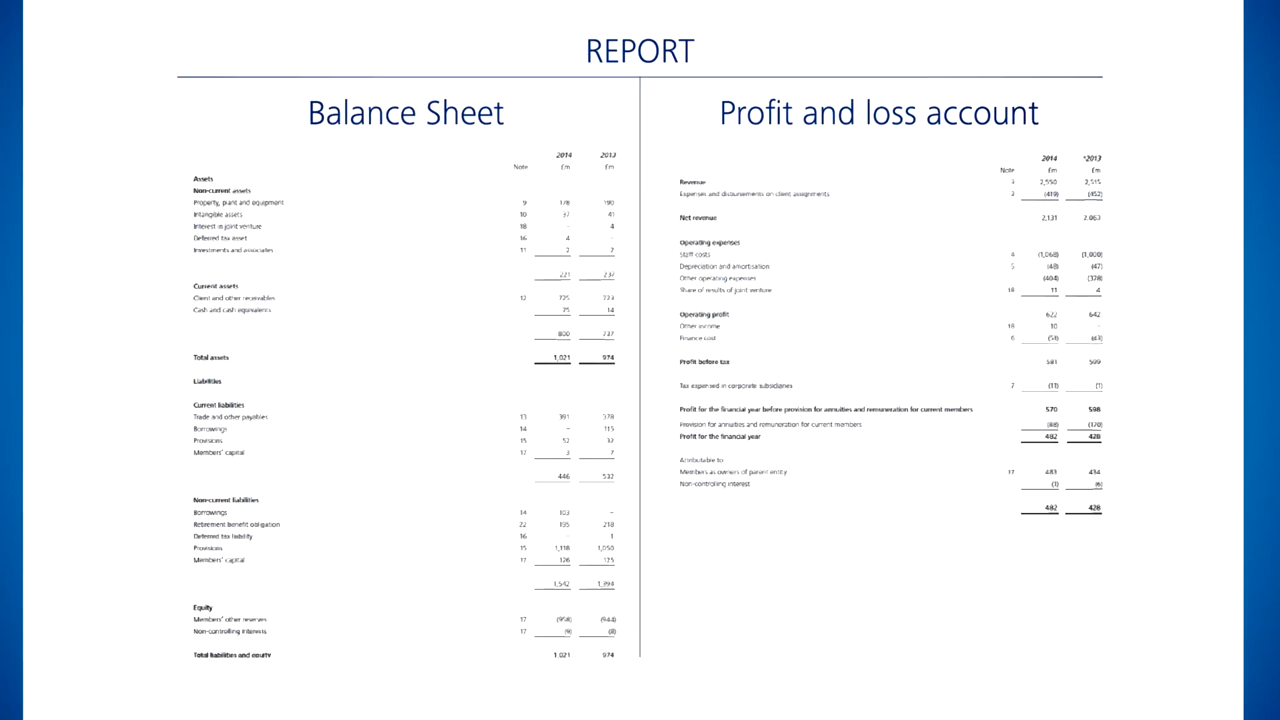 REPORT
Balance Sheet
2014 2013
Note £m £m
Assets
Non-current assets
Property, plant and equipment 9 178 190
Intangible assets 10 37 41
Interest in joint venture 18 – 4
Deferred tax asset 16 4 –
Investments and associates 11 2 2
221 237
Current assets
Client and other receivables 12 725 723
Cash and cash equivalents 75 14
800 737
Total assets 1,021 974
Liabilities
Current liabilities
Trade and other payables 13 391 378
Borrowings 14 – 115
Provisions 15 52 32
Members' capital 17 3 7
446 532
Non-current liabilities
Borrowings 14 103 –
Retirement benefit obligation 22 195 218
Deferred tax liability 16 – 1
Provisions 15 1,118 1,050
Members' capital 17 126 125
1,542 1,394
Equity
Members' other reserves 17 (958) (944)
Non-controlling interests 17 (9) (8)
Total liabilities and equity 1 021 974
Profit and loss account
2014 *2013
Note £m £m
Revenue 3 2,550 2,515
Expenses and disbursements on client assignments 3 (419) (452)
Net revenue 2,131 2,063
Operating expenses
Staff costs 4 (1,068) (1,000)
Depreciation and amortisation 5 (48) (47)
Other operating expenses (404) (378)
Share of results of joint venture 18 11 4
Operating profit 622 642
Other income 18 10 –
Finance cost 6 (51) (43)
Profit before tax 581 599
Tax expensed in corporate subsidiaries 7 (11) (1)
Profit for the financial year before provision for annuities and remuneration for current members 570 598
Provision for annuities and remuneration for current members (88) (170)
Profit for the financial year 482 428
Attributable to
Members as owners of parent entity 17 483 434
Non-controlling interest (1) (6)
482 428